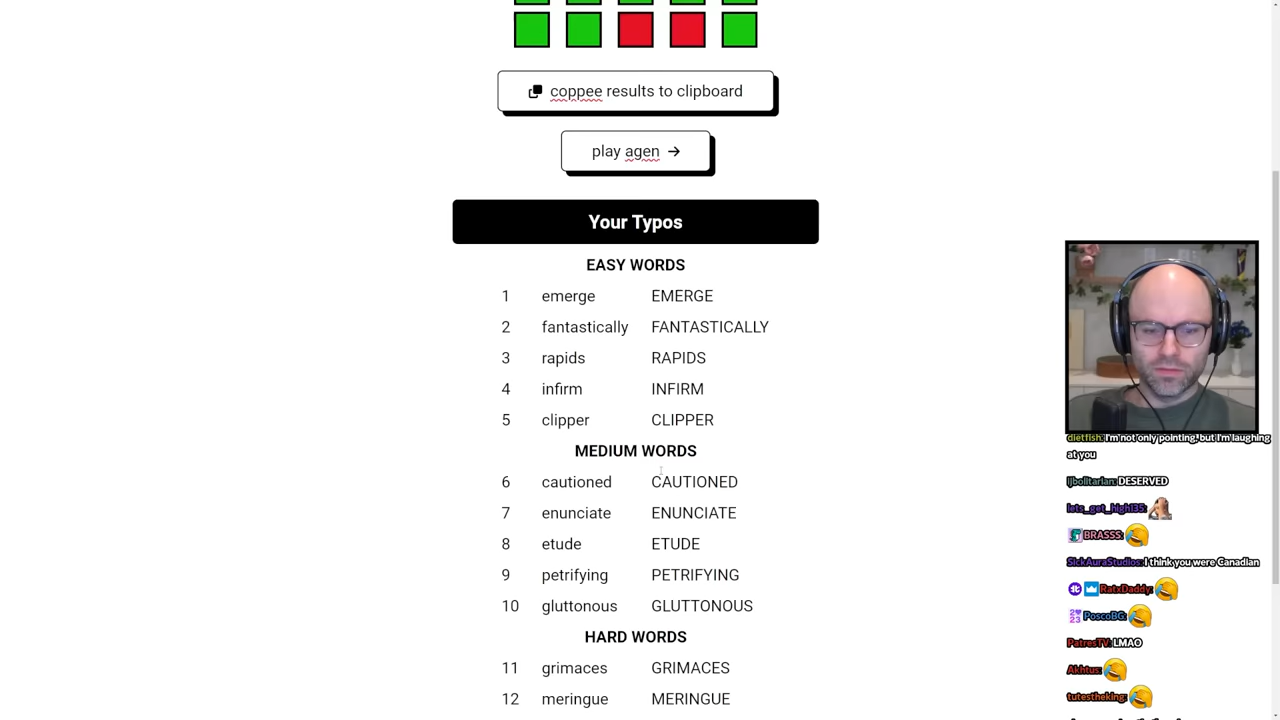 coppee results to clipboard
play agen →
Your Typos
EASY WORDS
1 emerge EMERGE
2 fantastically FANTASTICALLY
3 rapids RAPIDS
4 infirm INFIRM
5 clipper CLIPPER
MEDIUM WORDS
6 cautioned CAUTIONED
7 enunciate ENUNCIATE
8 etude ETUDE
9 petrifying PETRIFYING
10 gluttonous GLUTTONOUS
HARD WORDS
11 grimaces GRIMACES
12 meringue MERINGUE
dietfish: I'm not only pointing, but I'm laughing
at you
ijbolitarian: DESERVED
lets_get_high135:
BRASSS:
SickAuraStudios: I think you were Canadian
RatxDaddy:
PoscoBG:
PatresTV: LMAO
Akhtus:
tutestheking: